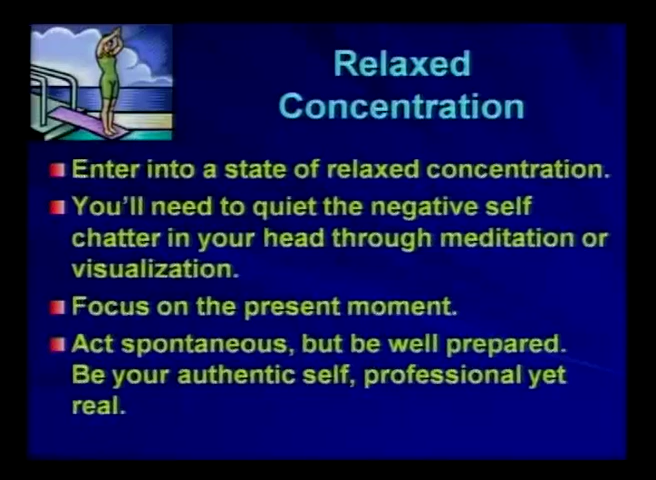 Relaxed
Concentration
Enter into a state of relaxed concentration.
You'll need to quiet the negative self
chatter in your head through meditation or
visualization.
Focus on the present moment.
Act spontaneous, but be well prepared.
Be your authentic self, professional yet
real.